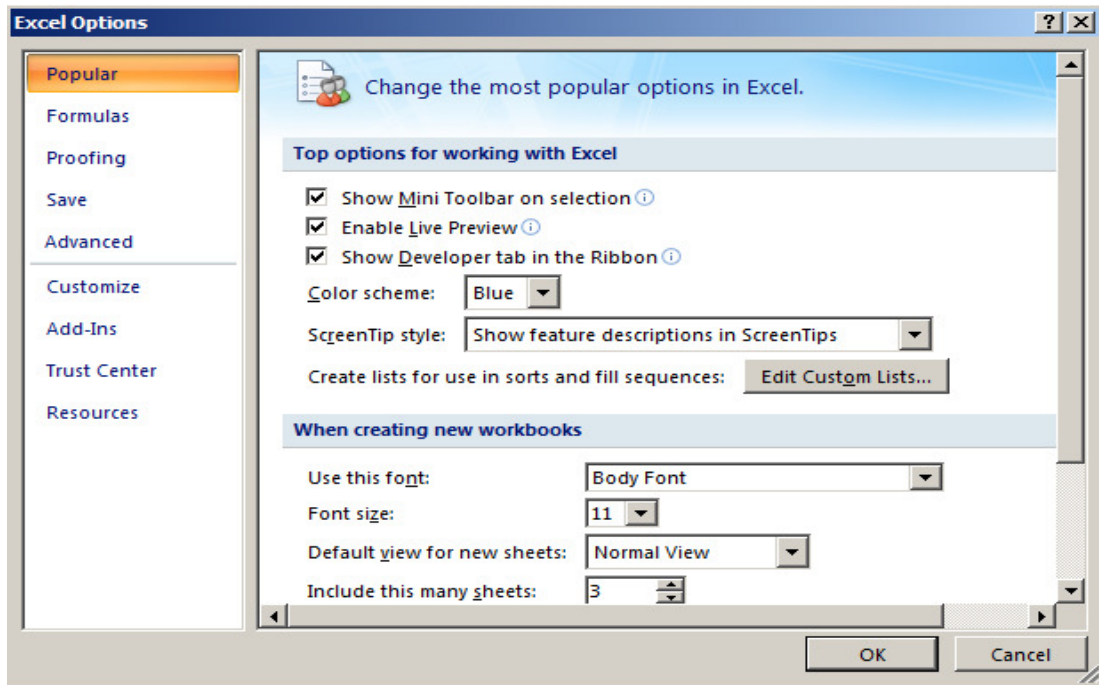 Excel Options
Popular
Formulas
Proofing
Save
Advanced
Customize
Add-Ins
Trust Center
Resources
Change the most popular options in Excel.
Top options for working with Excel
Show Mini Toolbar on selection
Enable Live Preview
Show Developer tab in the Ribbon
Color scheme: Blue
ScreenTip style: Show feature descriptions in ScreenTips
Create lists for use in sorts and fill sequences: Edit Custom Lists...
When creating new workbooks
Use this font: Body Font
Font size: 11
Default view for new sheets: Normal View
Include this many sheets: 3
OK Cancel